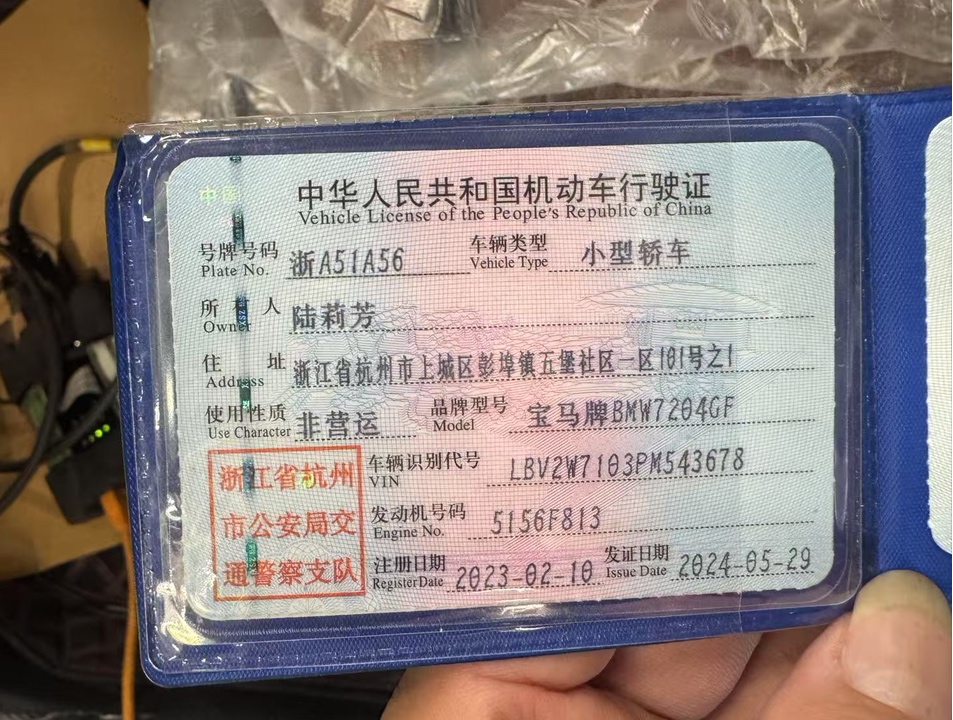 中国
中华人民共和国机动车行驶证
Vehicle License of the People's Republic of China
号牌号码 浙A51A56 车辆类型 小型轿车
Plate No. Vehicle Type
所有人 陆莉芳
Owner
住址 浙江省杭州市上城区彭埠镇五堡社区一区101号之1
Address
使用性质 非营运 品牌型号 宝马牌BMW7204GF
Use Character Model
浙江省杭州
市公安局交
通警察支队
车辆识别代号 LBV2W7103PM543678
VIN
发动机号码 5156F813
Engine No.
注册日期 2023-02-10 发证日期 2024-05-29
Register Date Issue Date